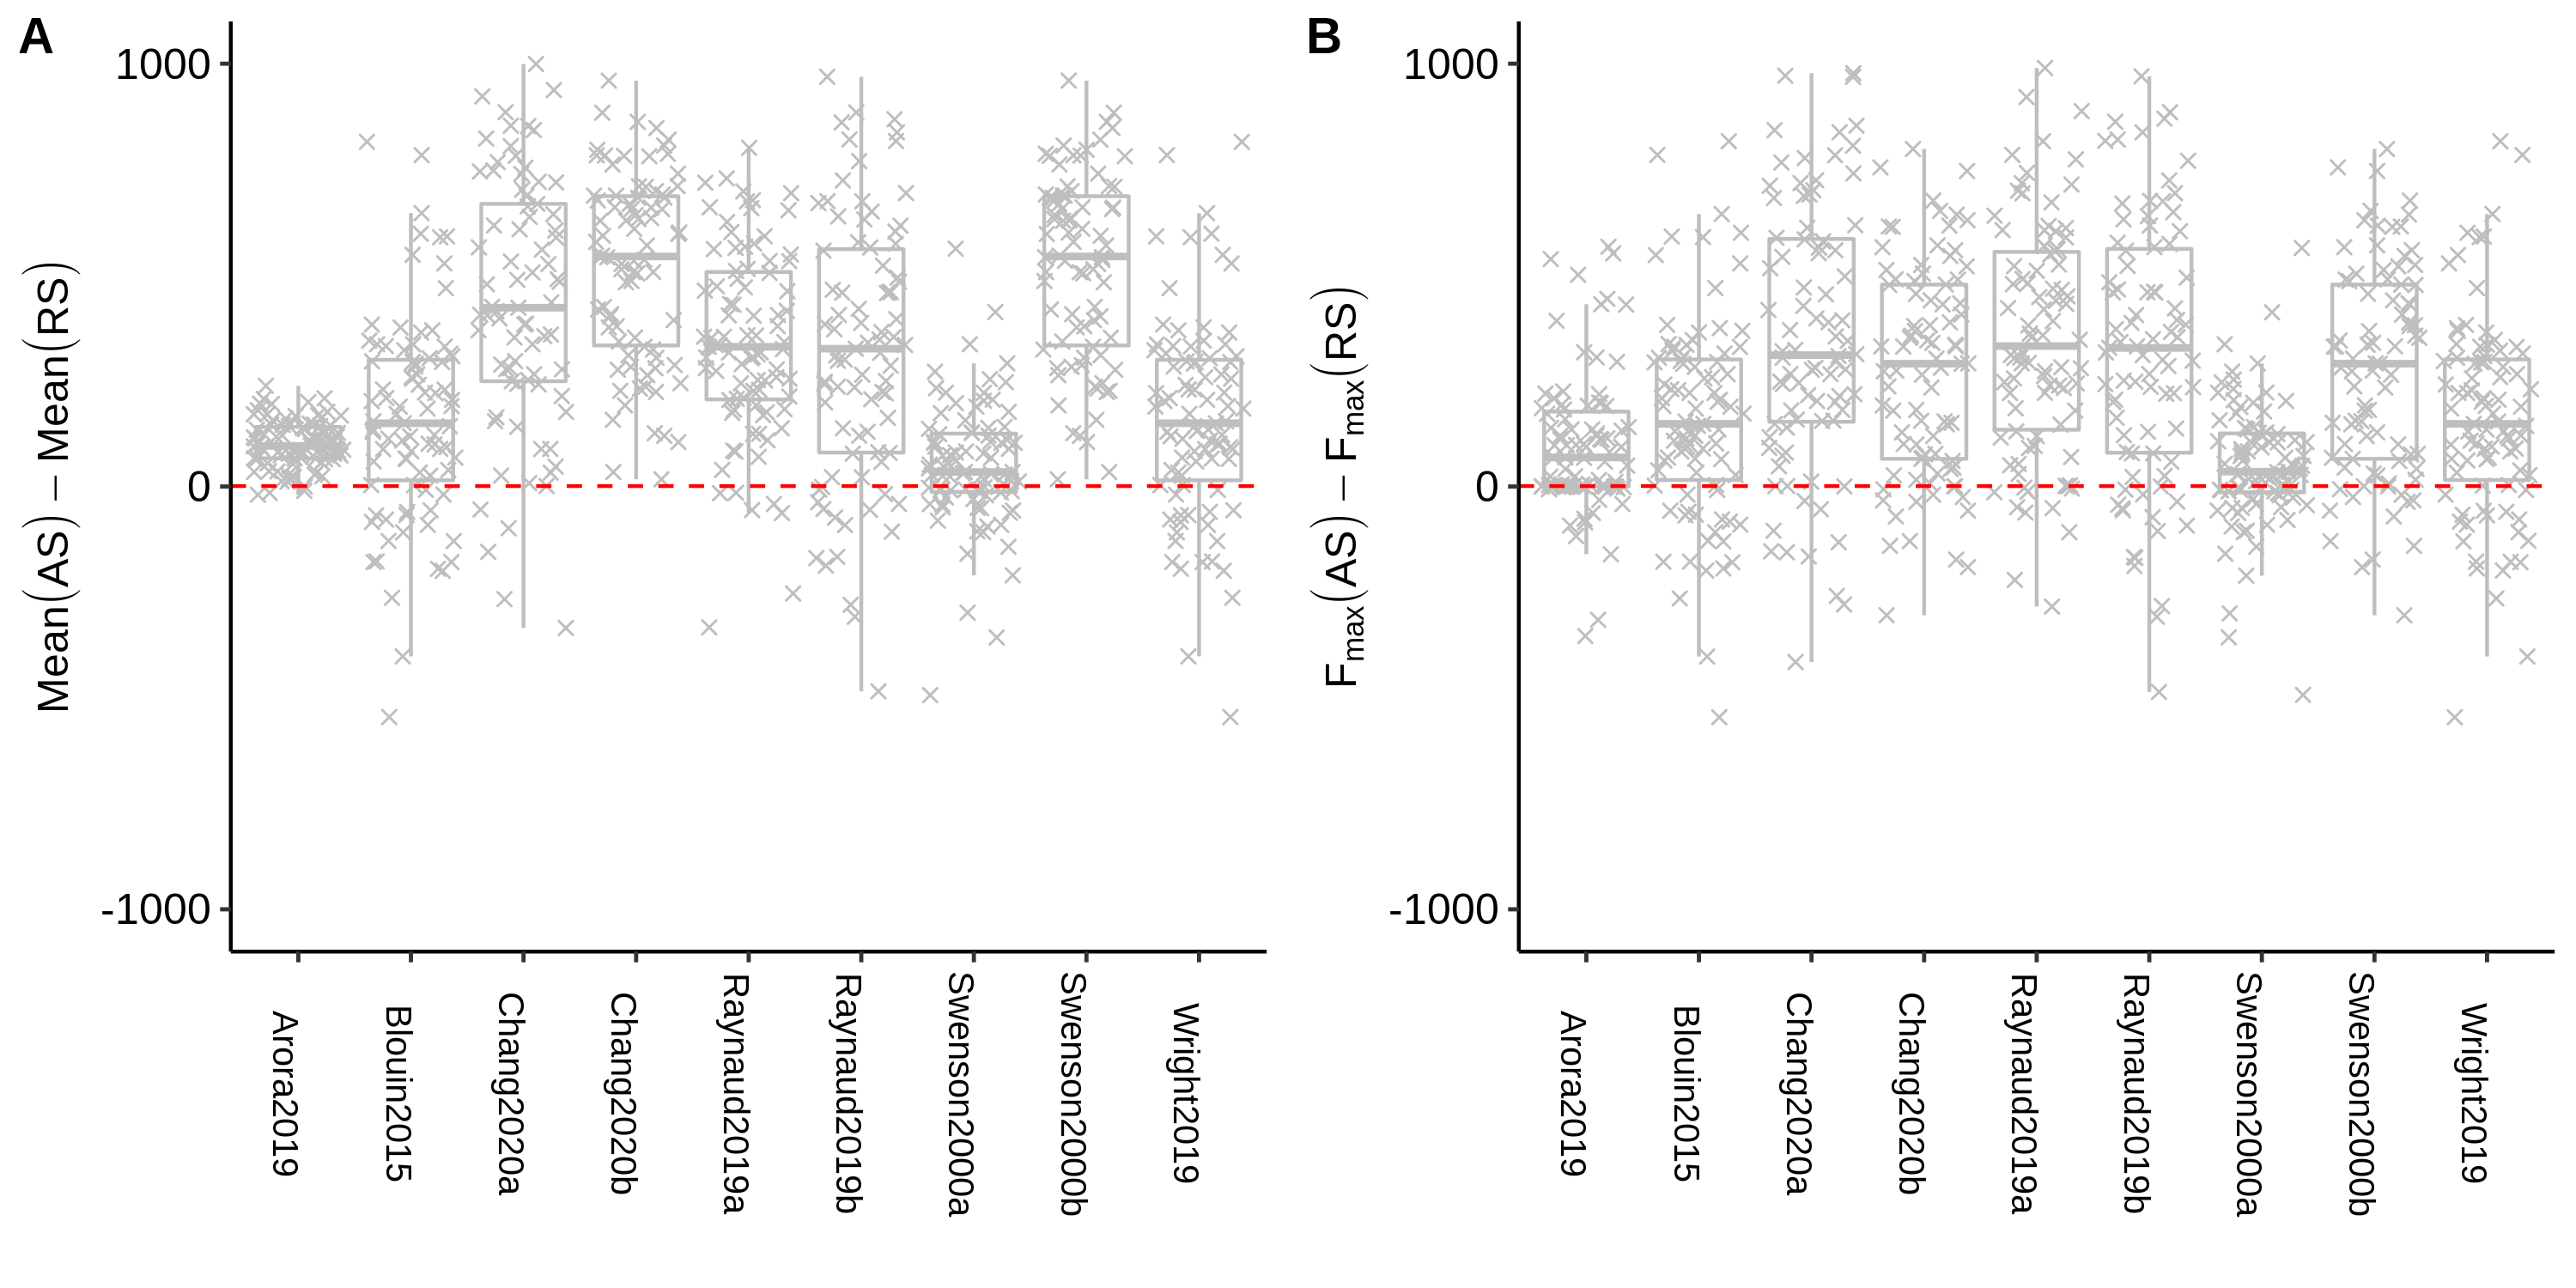 A
Mean(AS) − Mean(RS)
1000
0
-1000
Arora2019
Blouin2015
Chang2020a
Chang2020b
Raynaud2019a
Raynaud2019b
Swenson2000a
Swenson2000b
Wright2019
B
Fmax(AS) − Fmax(RS)
1000
0
-1000
Arora2019
Blouin2015
Chang2020a
Chang2020b
Raynaud2019a
Raynaud2019b
Swenson2000a
Swenson2000b
Wright2019